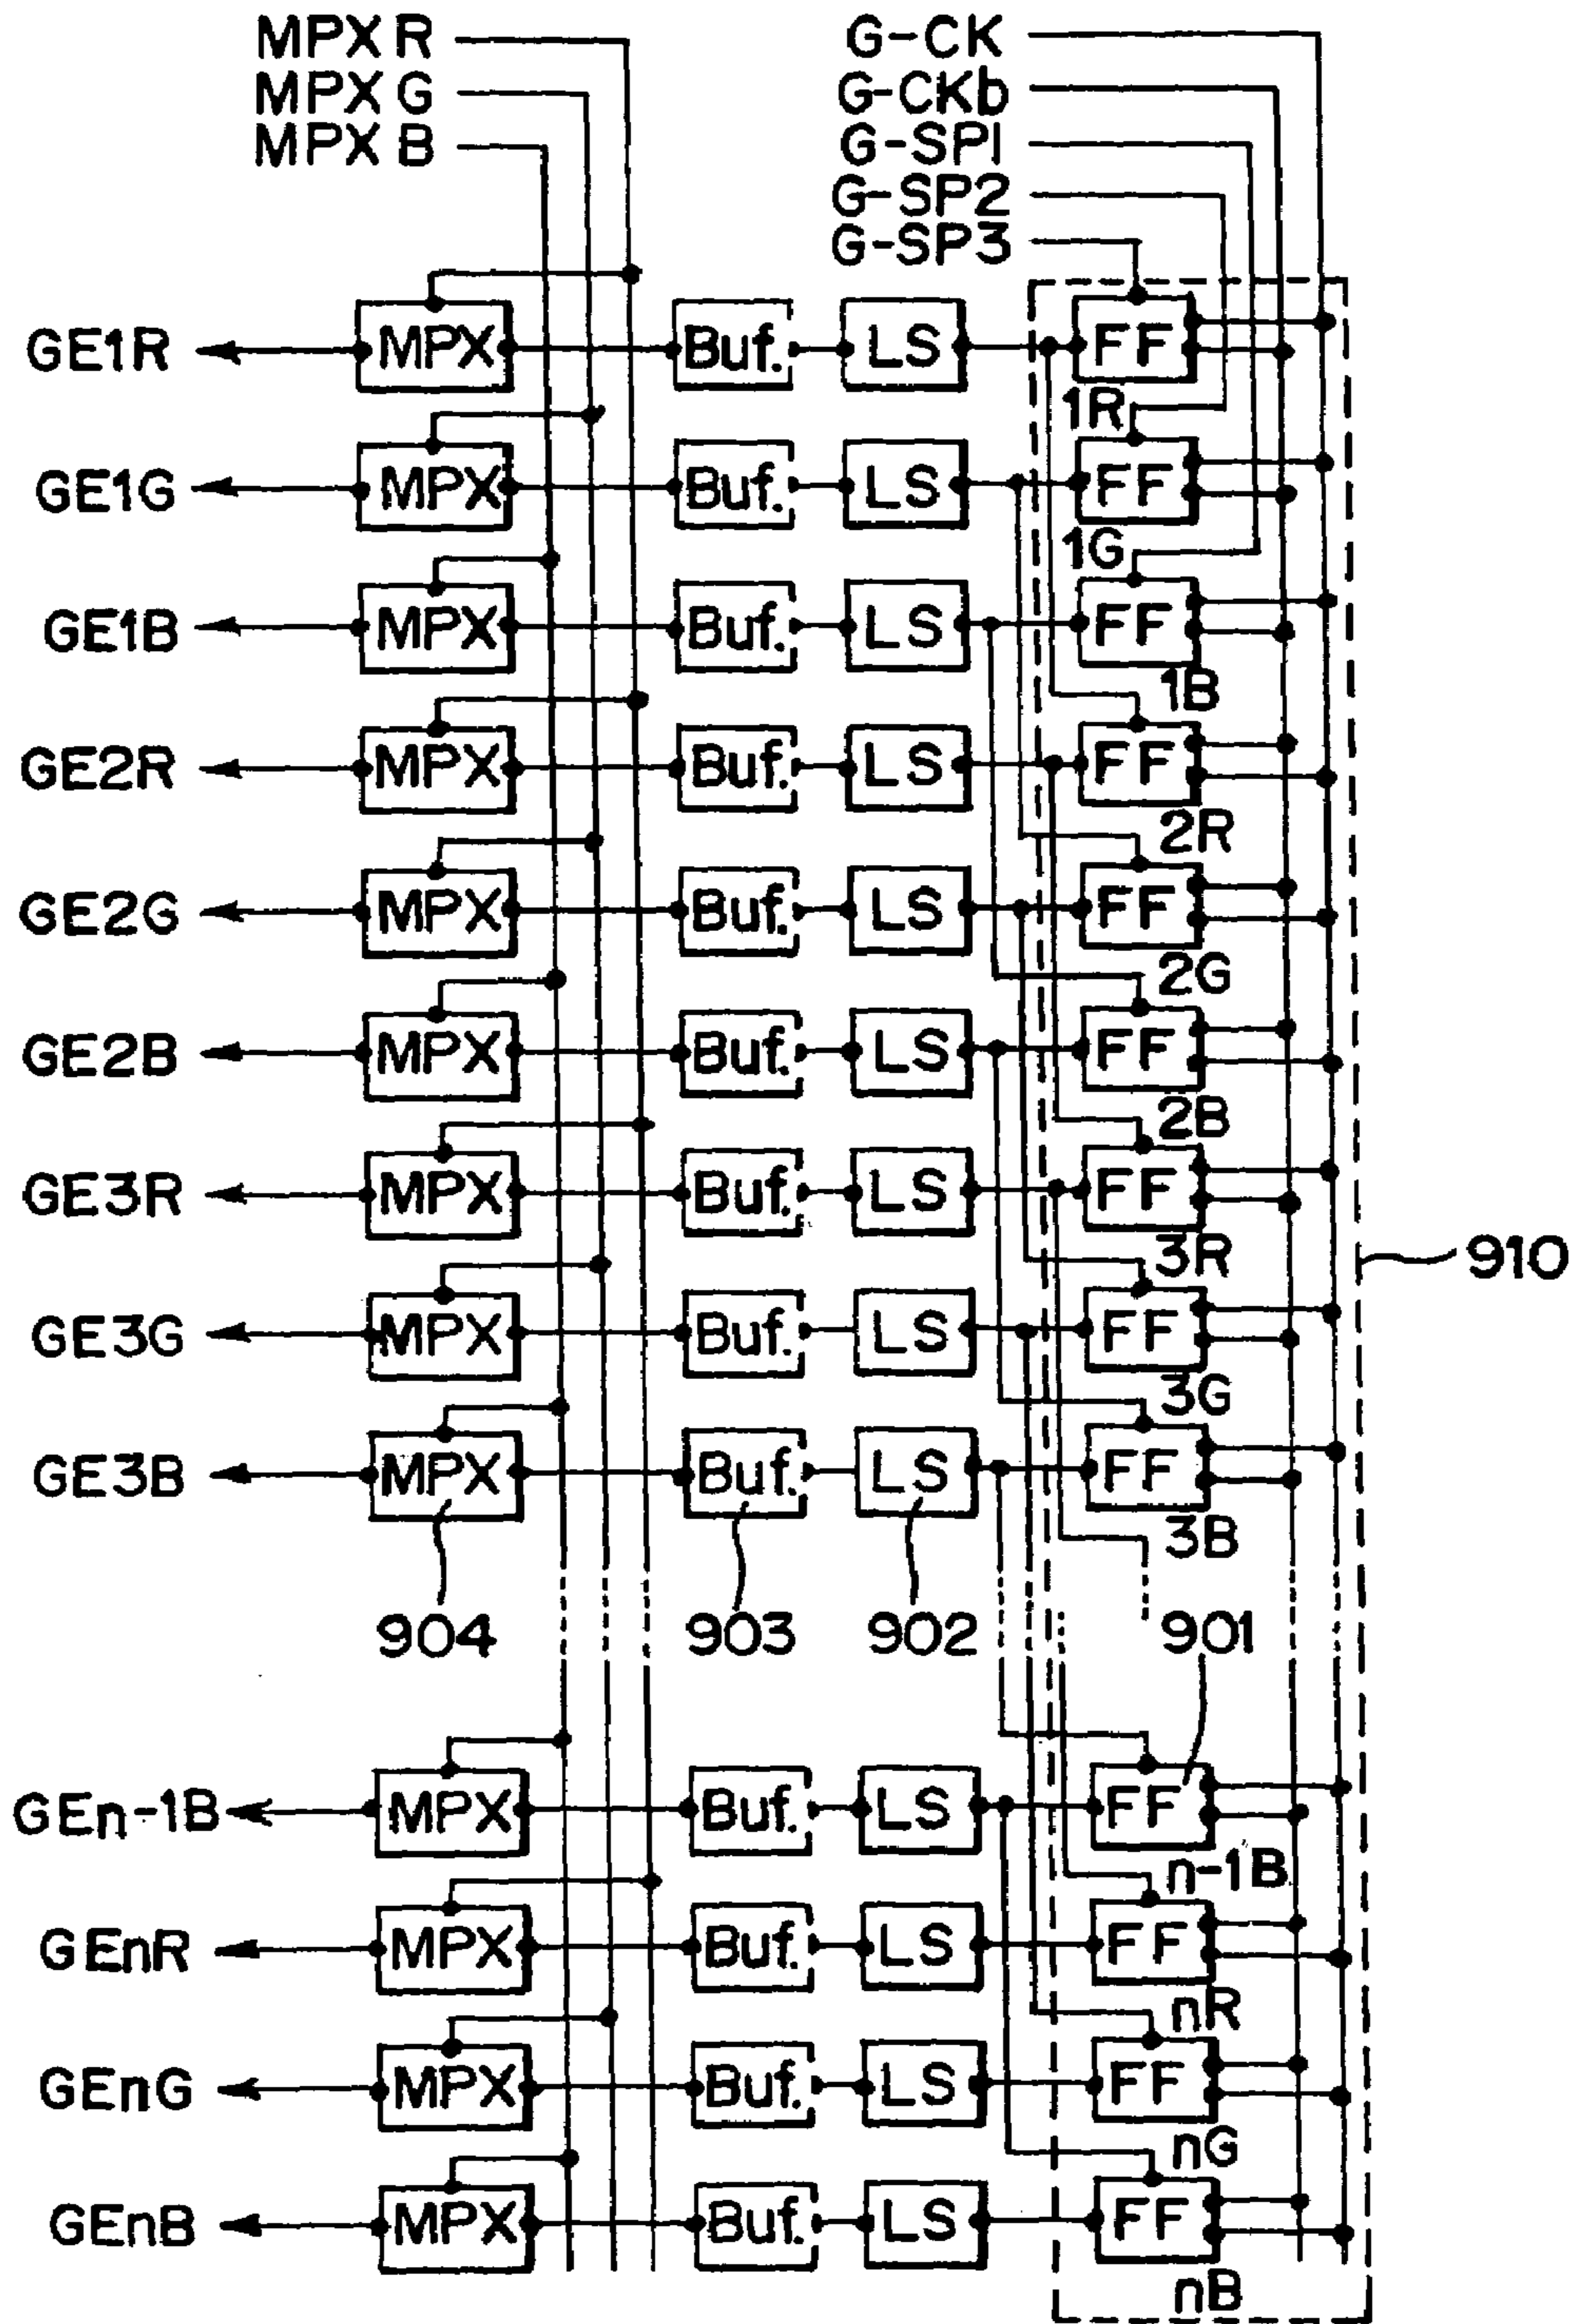 MPX R
MPX G
MPX B
G-CK
G-CKb
G-SP1
G-SP2
G-SP3
GE1R MPX Buf. LS FF
1R
GE1G MPX Buf. LS FF
1G
GE1B MPX Buf. LS FF
1B
GE2R MPX Buf. LS FF
2R
GE2G MPX Buf. LS FF
2G
GE2B MPX Buf. LS FF
2B
GE3R MPX Buf. LS FF
3R
910
GE3G MPX Buf. LS FF
3G
GE3B MPX Buf. LS FF
3B
904 903 902 901
GEn-1B MPX Buf. LS FF
n-1B
GEnR MPX Buf. LS FF
nR
GEnG MPX Buf. LS FF
nG
GEnB MPX Buf. LS FF
nB